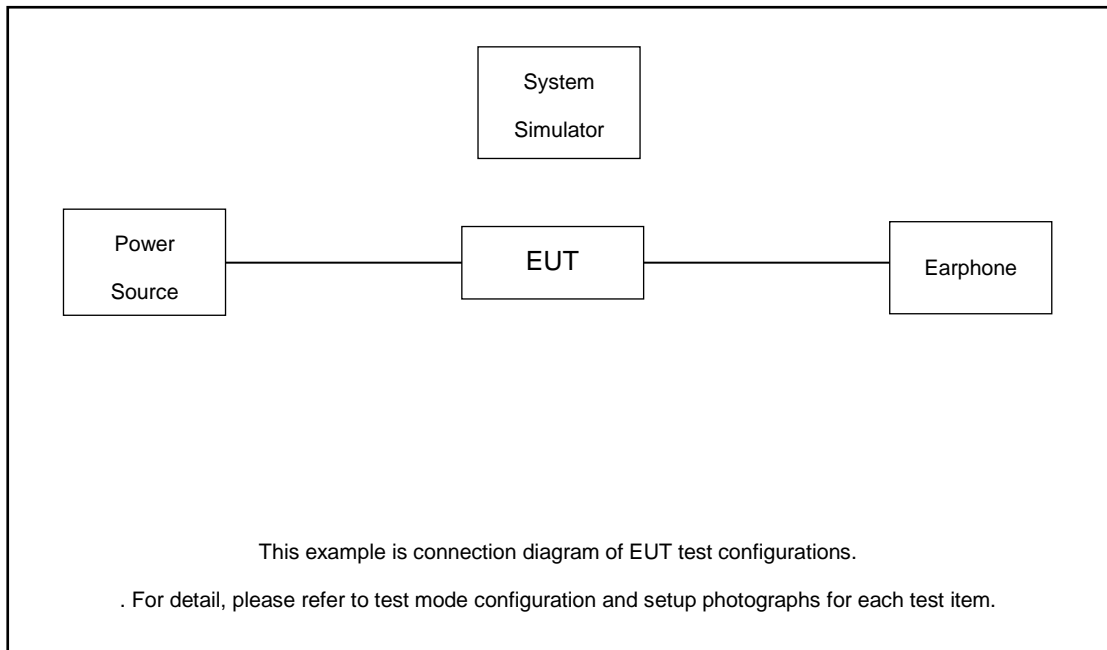 System
Simulator
Power
Source
EUT
Earphone
This example is connection diagram of EUT test configurations.
. For detail, please refer to test mode configuration and setup photographs for each test item.